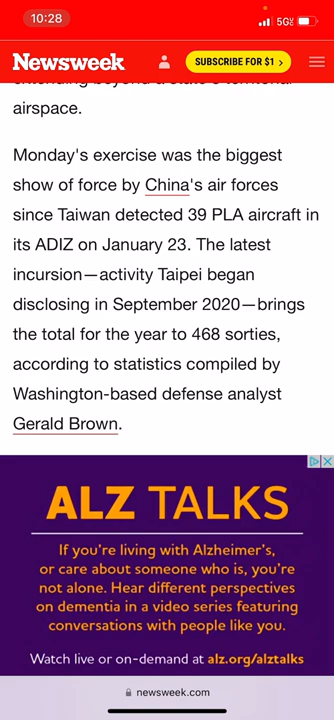 10:28
5G
Newsweek
SUBSCRIBE FOR $1 >
extending beyond a state's territorial
airspace.
Monday's exercise was the biggest
show of force by China's air forces
since Taiwan detected 39 PLA aircraft in
its ADIZ on January 23. The latest
incursion—activity Taipei began
disclosing in September 2020—brings
the total for the year to 468 sorties,
according to statistics compiled by
Washington-based defense analyst
Gerald Brown.
ALZ TALKS
If you're living with Alzheimer's,
or care about someone who is, you're
not alone. Hear different perspectives
on dementia in a video series featuring
conversations with people like you.
Watch live or on-demand at alz.org/alztalks
newsweek.com